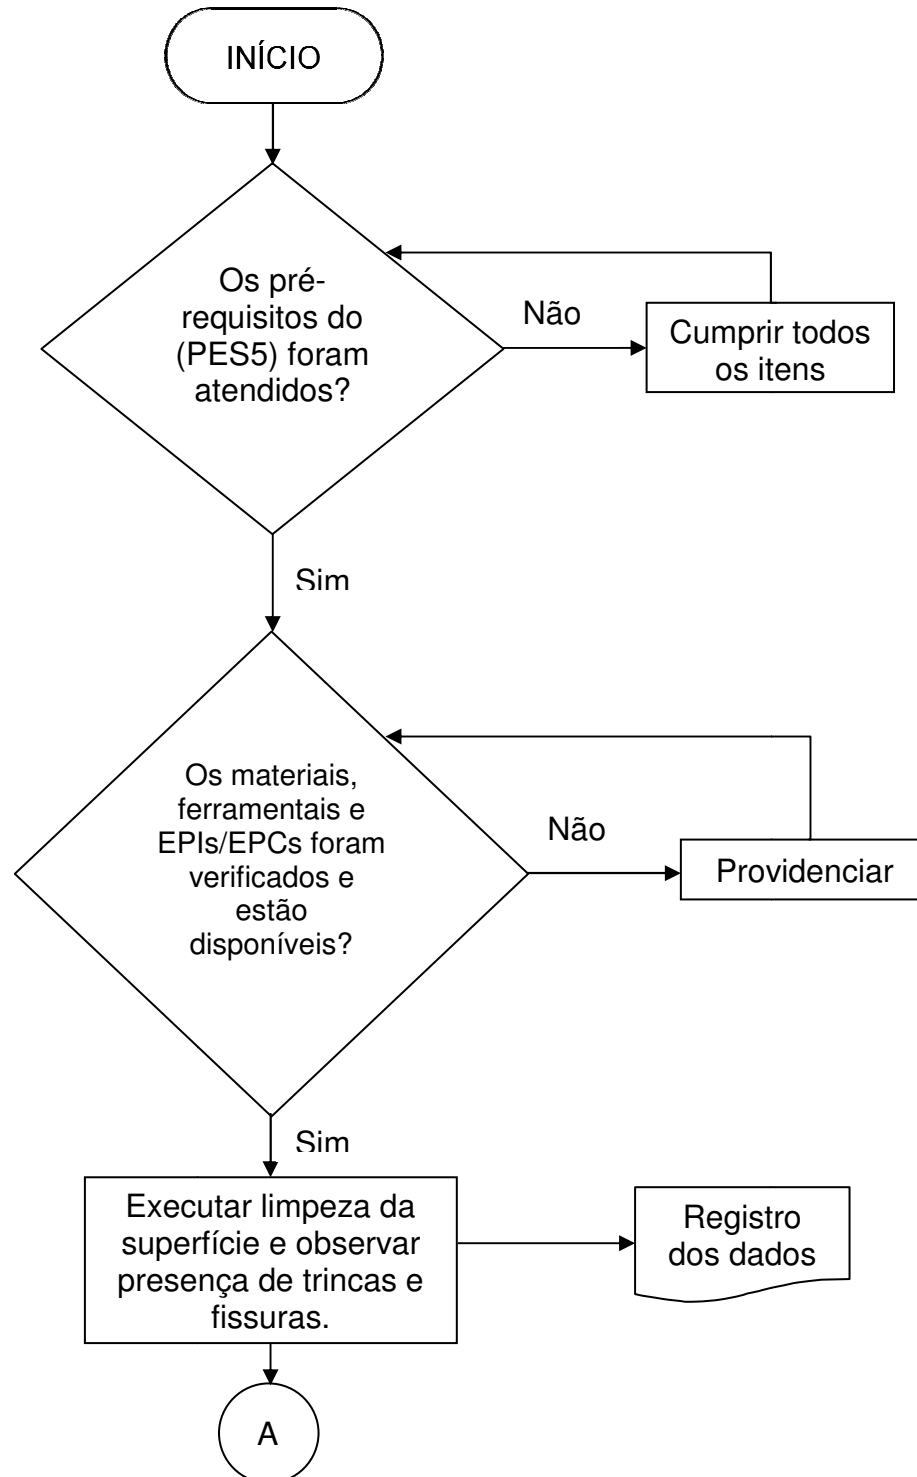 INÍCIO
Os pré-
requisitos do
(PES5) foram
atendidos?
Não
Cumprir todos
os itens
Sim
Os materiais,
ferramentais e
EPIs/EPCs foram
verificados e
estão
disponíveis?
Não
Providenciar
Sim
Executar limpeza da
superfície e observar
presença de trincas e
fissuras.
Registro
dos dados
A